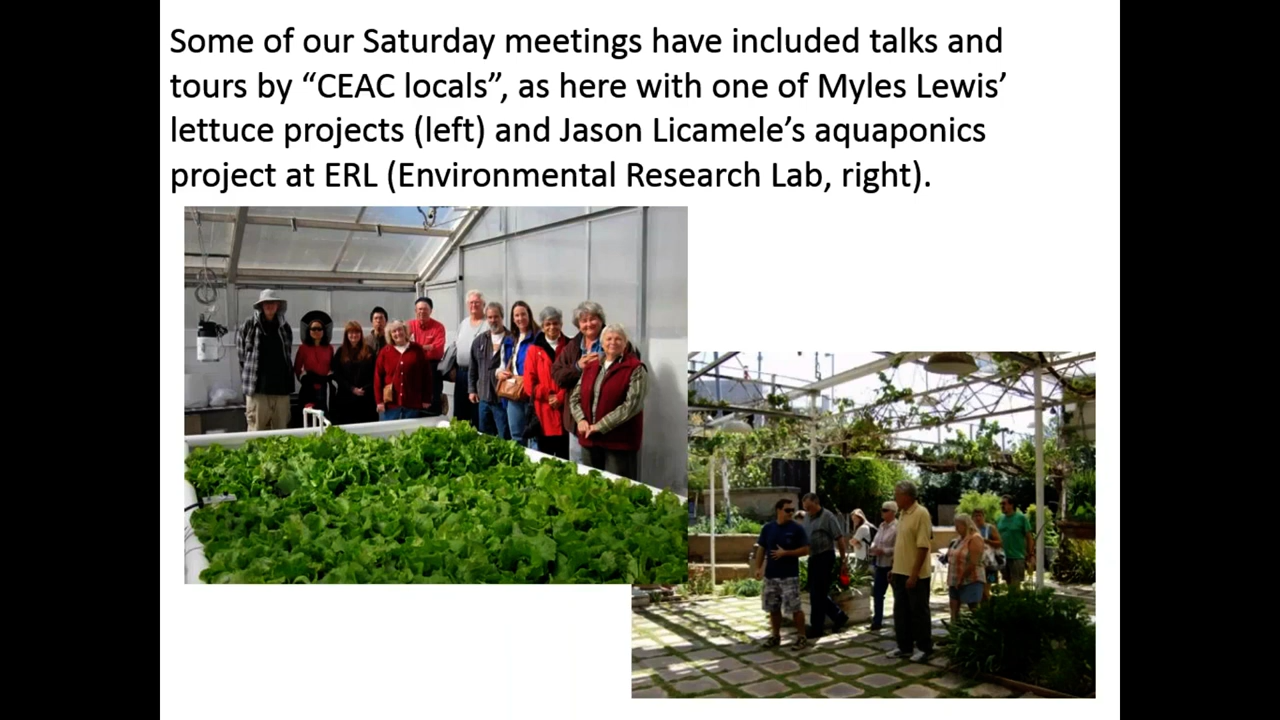 Some of our Saturday meetings have included talks and
tours by “CEAC locals”, as here with one of Myles Lewis’
lettuce projects (left) and Jason Licamele’s aquaponics
project at ERL (Environmental Research Lab, right).